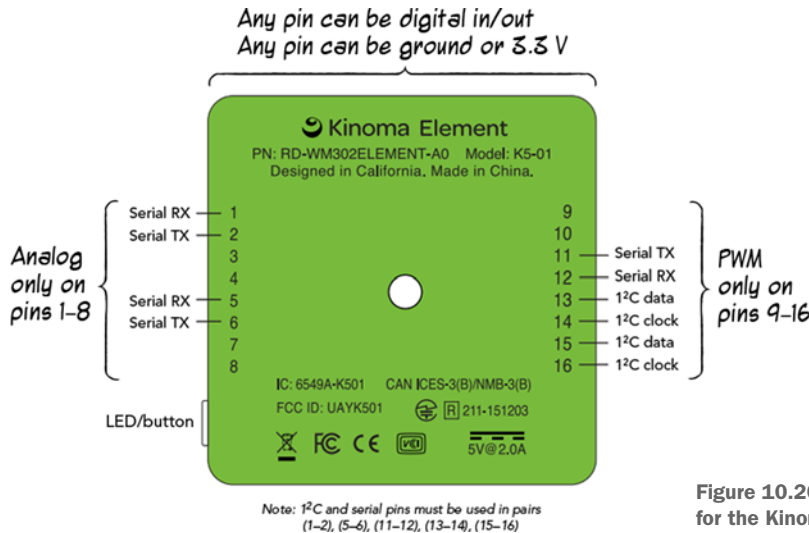 Any pin can be digital in/out
Any pin can be ground or 3.3 V
Kinoma Element
PN: RD-WM302ELEMENT-A0 Model: K5-01
Designed in California. Made in China.
Analog
only on
pins 1–8
Serial RX 1
Serial TX 2
3
4
Serial RX 5
Serial TX 6
7
8
9
10
11 Serial TX
12 Serial RX
13 I²C data
14 I²C clock
15 I²C data
16 I²C clock
PWM
only on
pins 9–16
LED/button
IC: 6549A-K501 CAN ICES-3(B)/NMB-3(B)
FCC ID: UAYK501 R 211-151203
FC CE
5V@2.0A
Note: I²C and serial pins must be used in pairs
(1–2), (5–6), (11–12), (13–14), (15–16)
Figure 10.20
for the Kinom